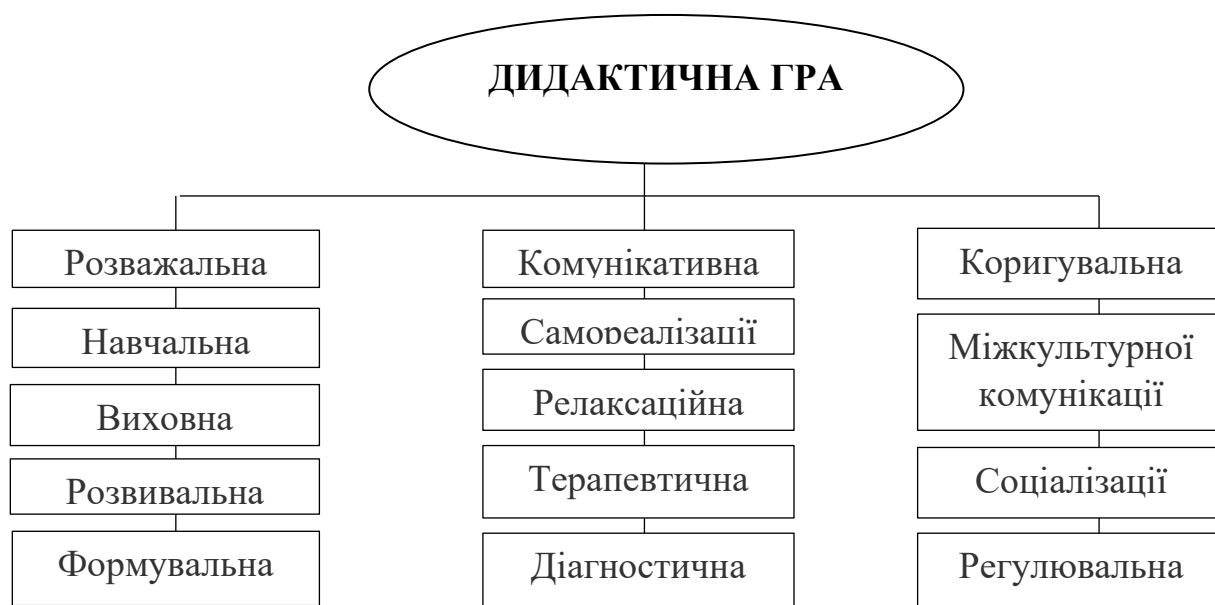 ДИДАКТИЧНА ГРА
Розважальна
Навчальна
Виховна
Розвивальна
Формувальна
Комунікативна
Самореалізації
Релаксаційна
Терапевтична
Діагностична
Коригувальна
Міжкультурної
комунікації
Соціалізації
Регулювальна